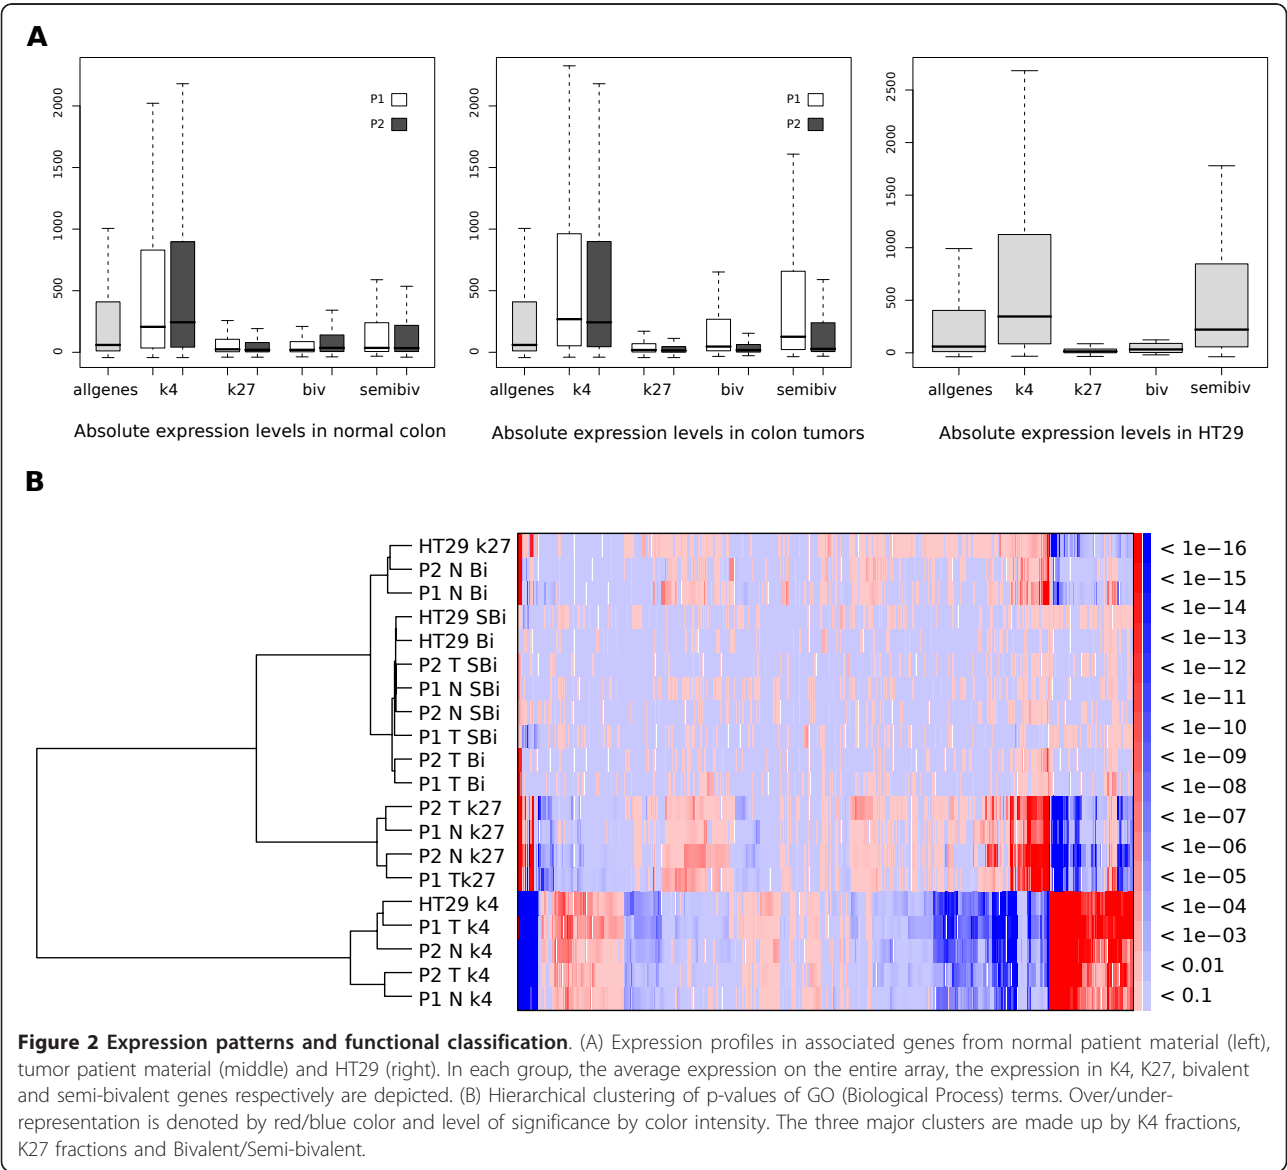 A
2000
1500
1000
500
0
P1
P2
allgenes k4 k27 biv semibiv
Absolute expression levels in normal colon
2000
1500
1000
500
0
P1
P2
allgenes k4 k27 biv semibiv
Absolute expression levels in colon tumors
2500
2000
1500
1000
500
0
allgenes k4 k27 biv semibiv
Absolute expression levels in HT29
B
HT29 k27
P2 N Bi
P1 N Bi
HT29 SBi
HT29 Bi
P2 T SBi
P1 N SBi
P2 N SBi
P1 T SBi
P2 T Bi
P1 T Bi
P2 T k27
P1 N k27
P2 N k27
P1 Tk27
HT29 k4
P1 T k4
P2 N k4
P2 T k4
P1 N k4
< 1e−16
< 1e−15
< 1e−14
< 1e−13
< 1e−12
< 1e−11
< 1e−10
< 1e−09
< 1e−08
< 1e−07
< 1e−06
< 1e−05
< 1e−04
< 1e−03
< 0.01
< 0.1
Figure 2 Expression patterns and functional classification. (A) Expression profiles in associated genes from normal patient material (left),
tumor patient material (middle) and HT29 (right). In each group, the average expression on the entire array, the expression in K4, K27, bivalent
and semi-bivalent genes respectively are depicted. (B) Hierarchical clustering of p-values of GO (Biological Process) terms. Over/under-
representation is denoted by red/blue color and level of significance by color intensity. The three major clusters are made up by K4 fractions,
K27 fractions and Bivalent/Semi-bivalent.